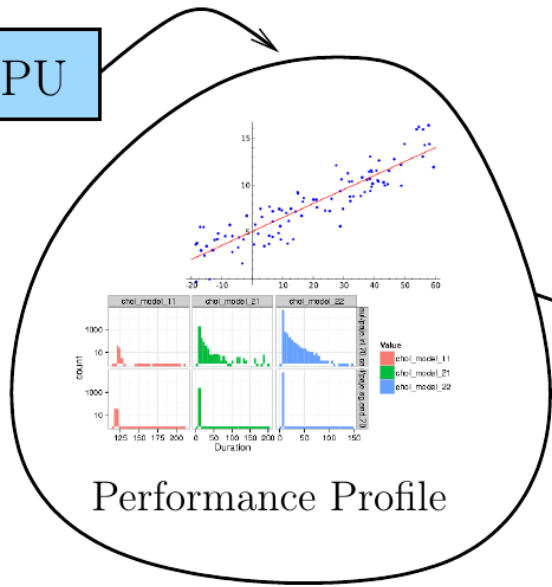 PU
15
10
5
-20 -10 10 20 30 40 50 60
chol_model_11 chol_model_21 chol_model_22
1000
10
1000
10
count
125 150 175 200 0 50 100 150 200 0 50 100 150
Duration
Value
chol_model_11
chol_model_21
chol_model_22
Performance Profile